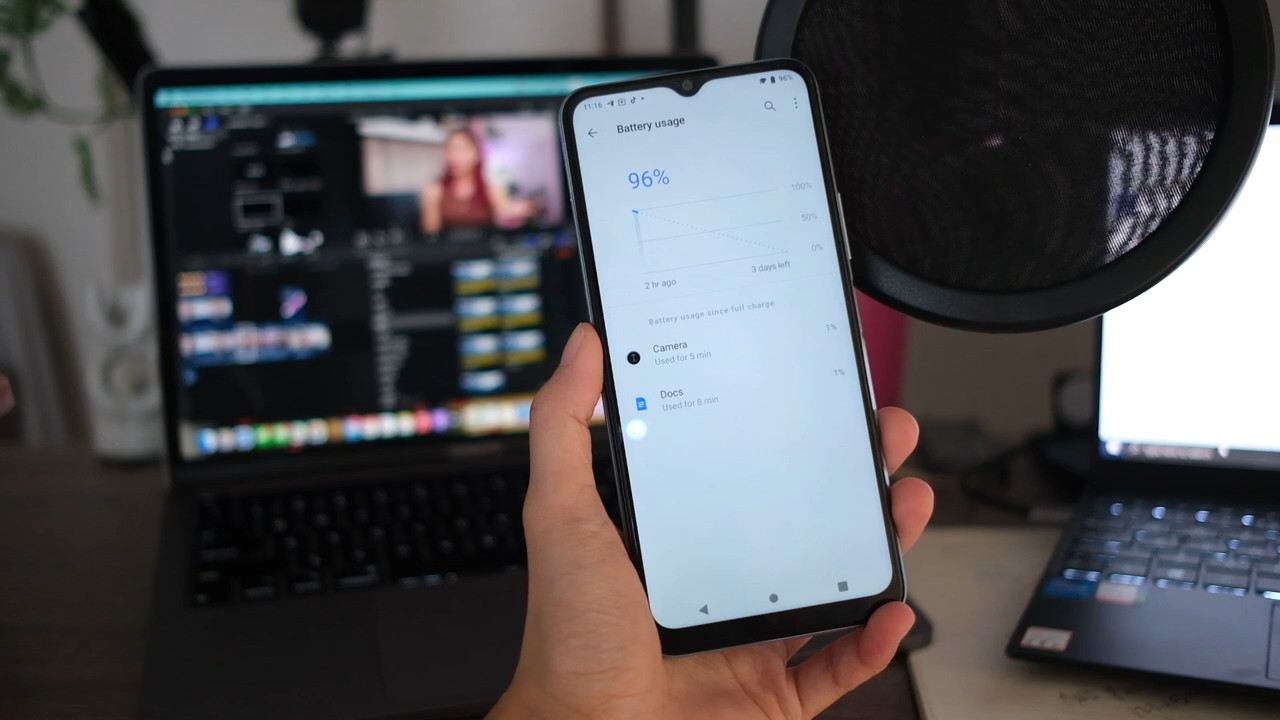 11:16
96%
Battery usage
96%
100%
50%
0%
2 hr ago
3 days left
Battery usage since full charge
Camera
1%
Used for 5 min
Docs
1%
Used for 8 min